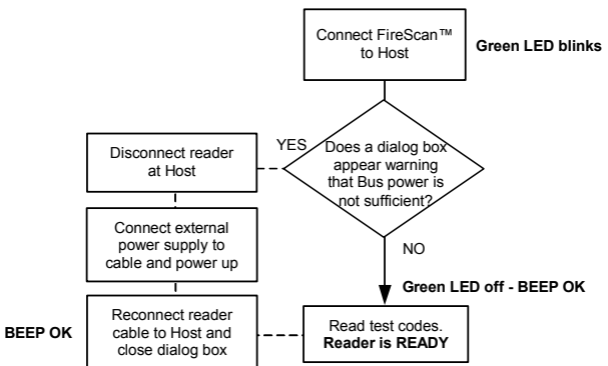 Connect FireScan™
to Host
Green LED blinks
YES
Does a dialog box
appear warning
that Bus power is
not sufficient?
Disconnect reader
at Host
Connect external
power supply to
cable and power up
NO
Green LED off - BEEP OK
BEEP OK
Reconnect reader
cable to Host and
close dialog box
Read test codes.
Reader is READY